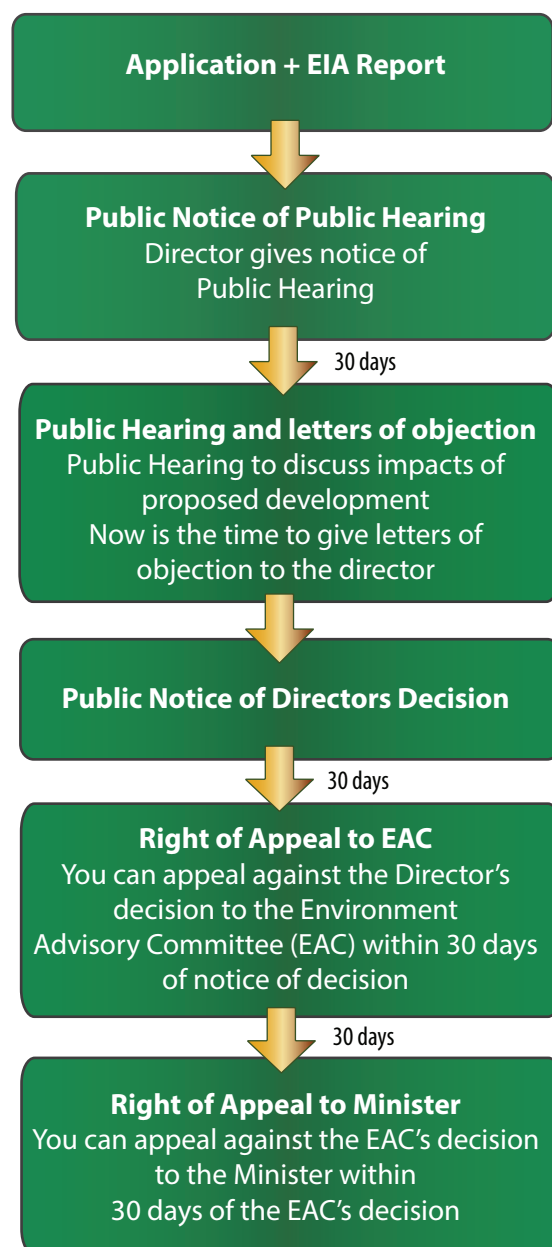 Application + EIA Report
Public Notice of Public Hearing
Director gives notice of
Public Hearing
30 days
Public Hearing and letters of objection
Public Hearing to discuss impacts of
proposed development
Now is the time to give letters of
objection to the director
Public Notice of Directors Decision
30 days
Right of Appeal to EAC
You can appeal against the Director’s
decision to the Environment
Advisory Committee (EAC) within 30 days
of notice of decision
30 days
Right of Appeal to Minister
You can appeal against the EAC’s decision
to the Minister within
30 days of the EAC’s decision